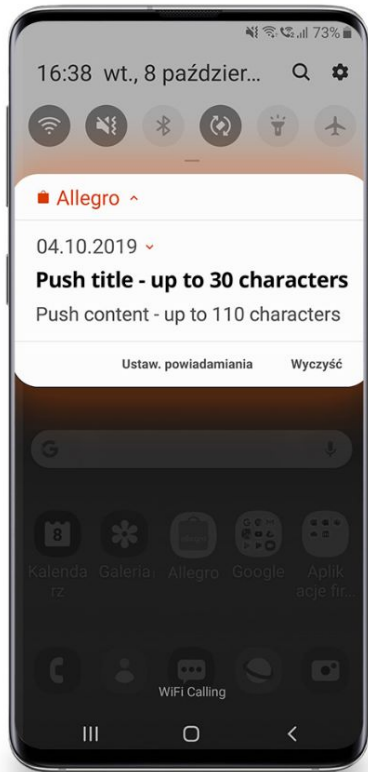 73%
16:38 wt., 8 paździer...
Allegro
04.10.2019
Push title - up to 30 characters
Push content - up to 110 characters
Ustaw. powiadamiania Wyczyść
G
8
Kalenda Galeria Allegro Google Aplik
rz acje fir...
WiFi Calling